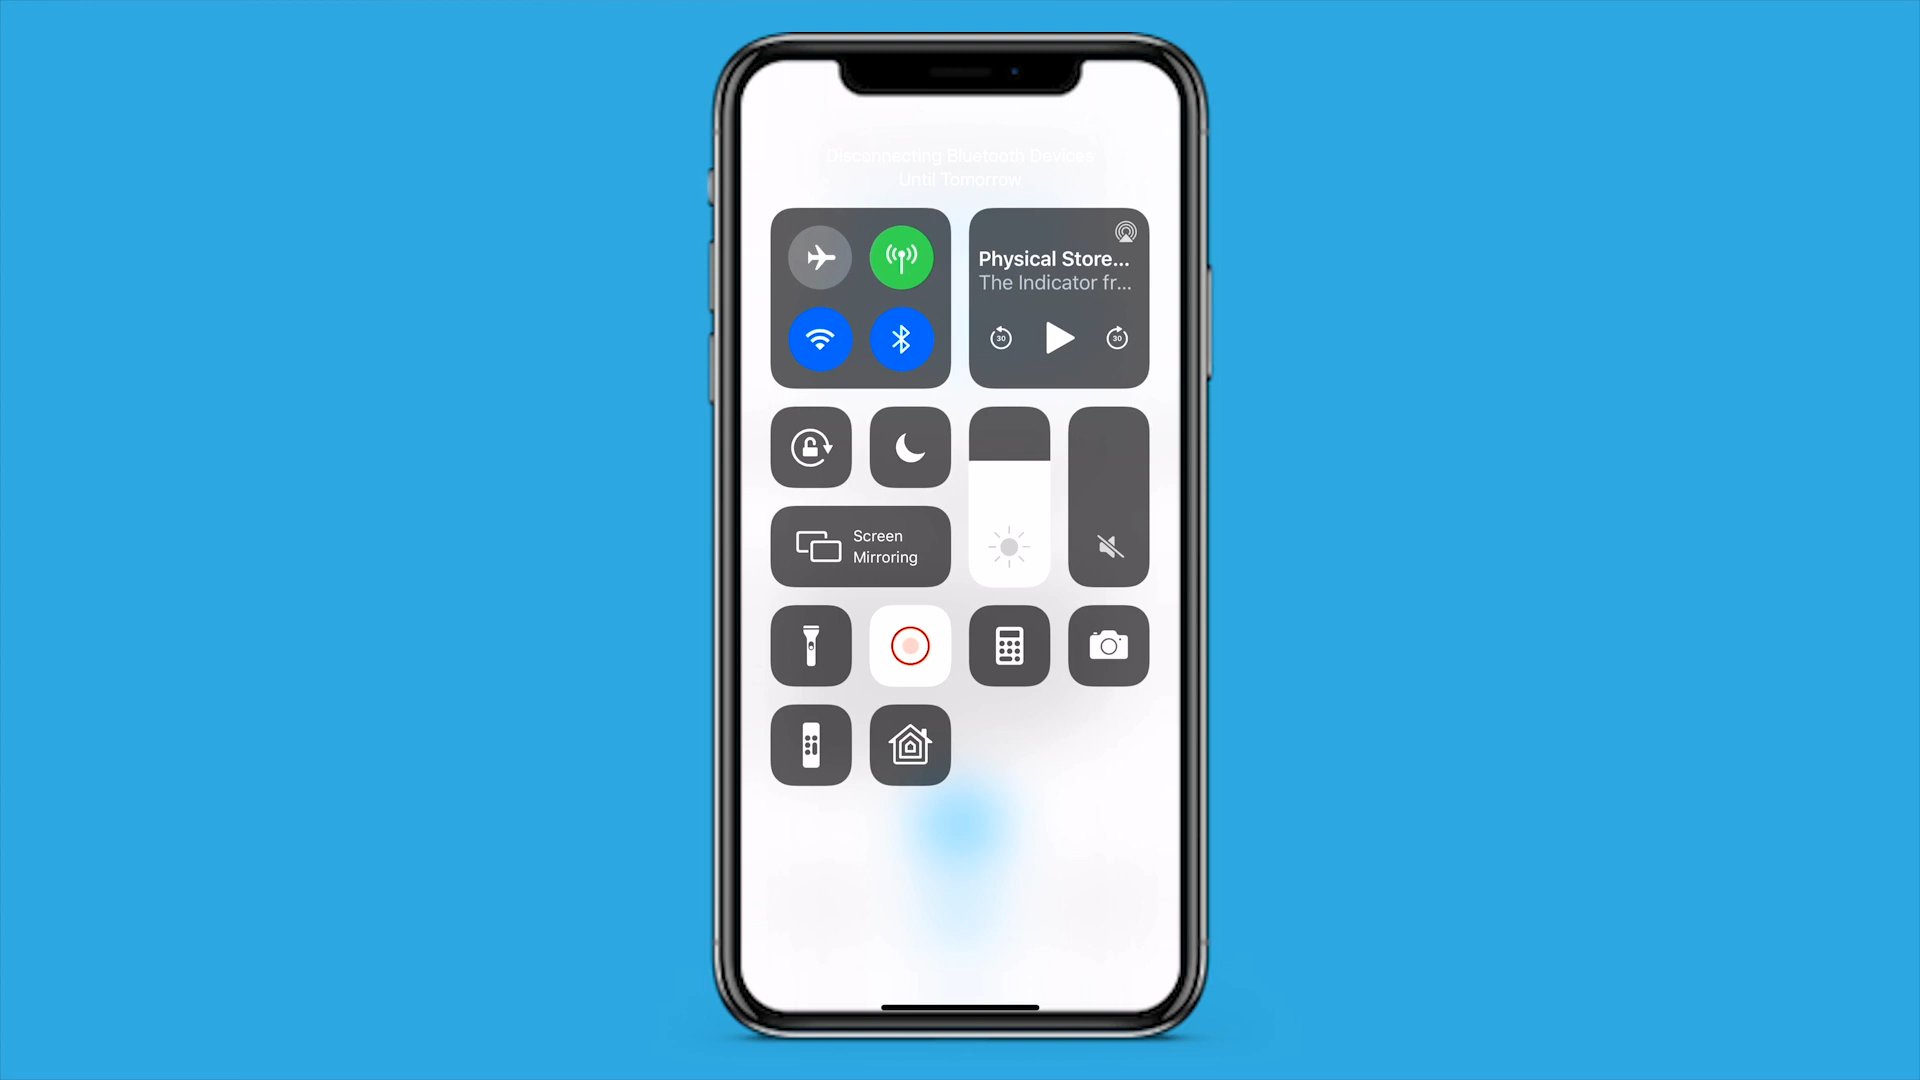 Disconnecting Bluetooth Devices
Until Tomorrow
Physical Store...
The Indicator fr...
30
30
Screen
Mirroring